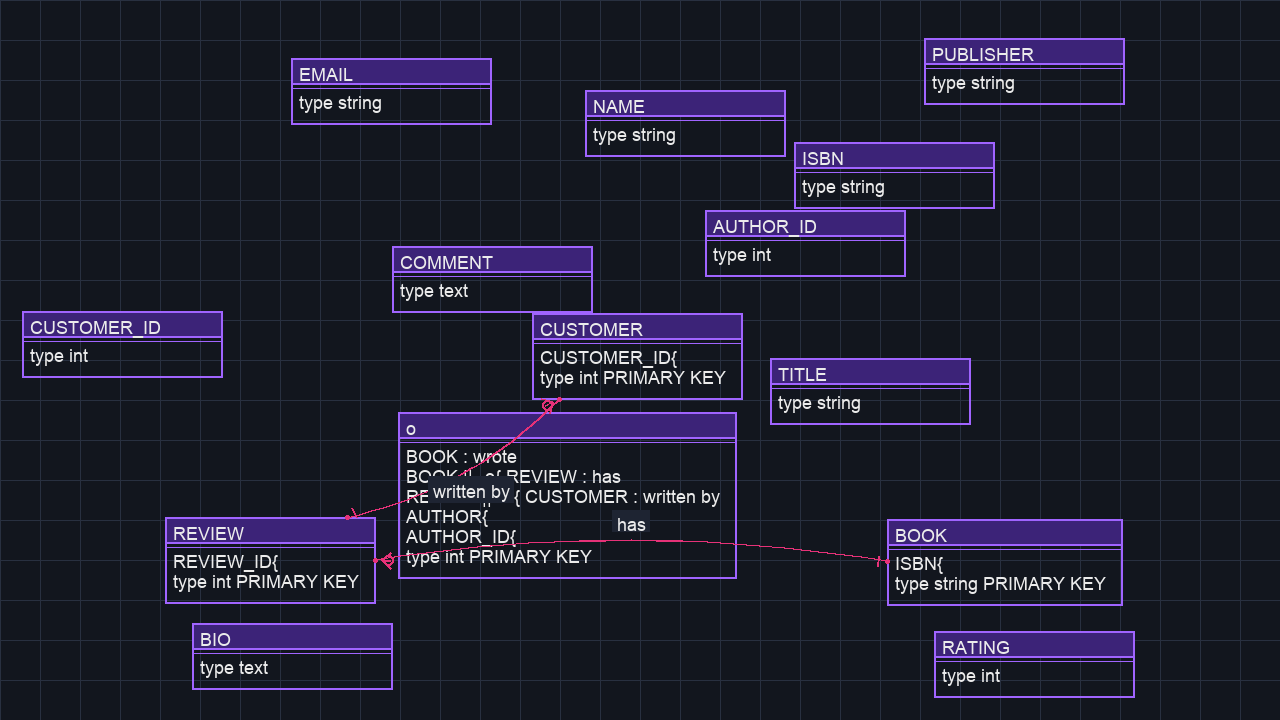 PUBLISHER
type string
EMAIL
type string
NAME
type string
ISBN
type string
AUTHOR_ID
type int
COMMENT
type text
CUSTOMER_ID
type int
CUSTOMER
CUSTOMER_ID{
type int PRIMARY KEY
TITLE
type string
o
BOOK : wrote
REVIEW : has
{ CUSTOMER : written by
AUTHOR{
AUTHOR_ID{
type int PRIMARY KEY
written by
has
REVIEW
REVIEW_ID{
type int PRIMARY KEY
BOOK
ISBN{
type string PRIMARY KEY
BIO
type text
RATING
type int